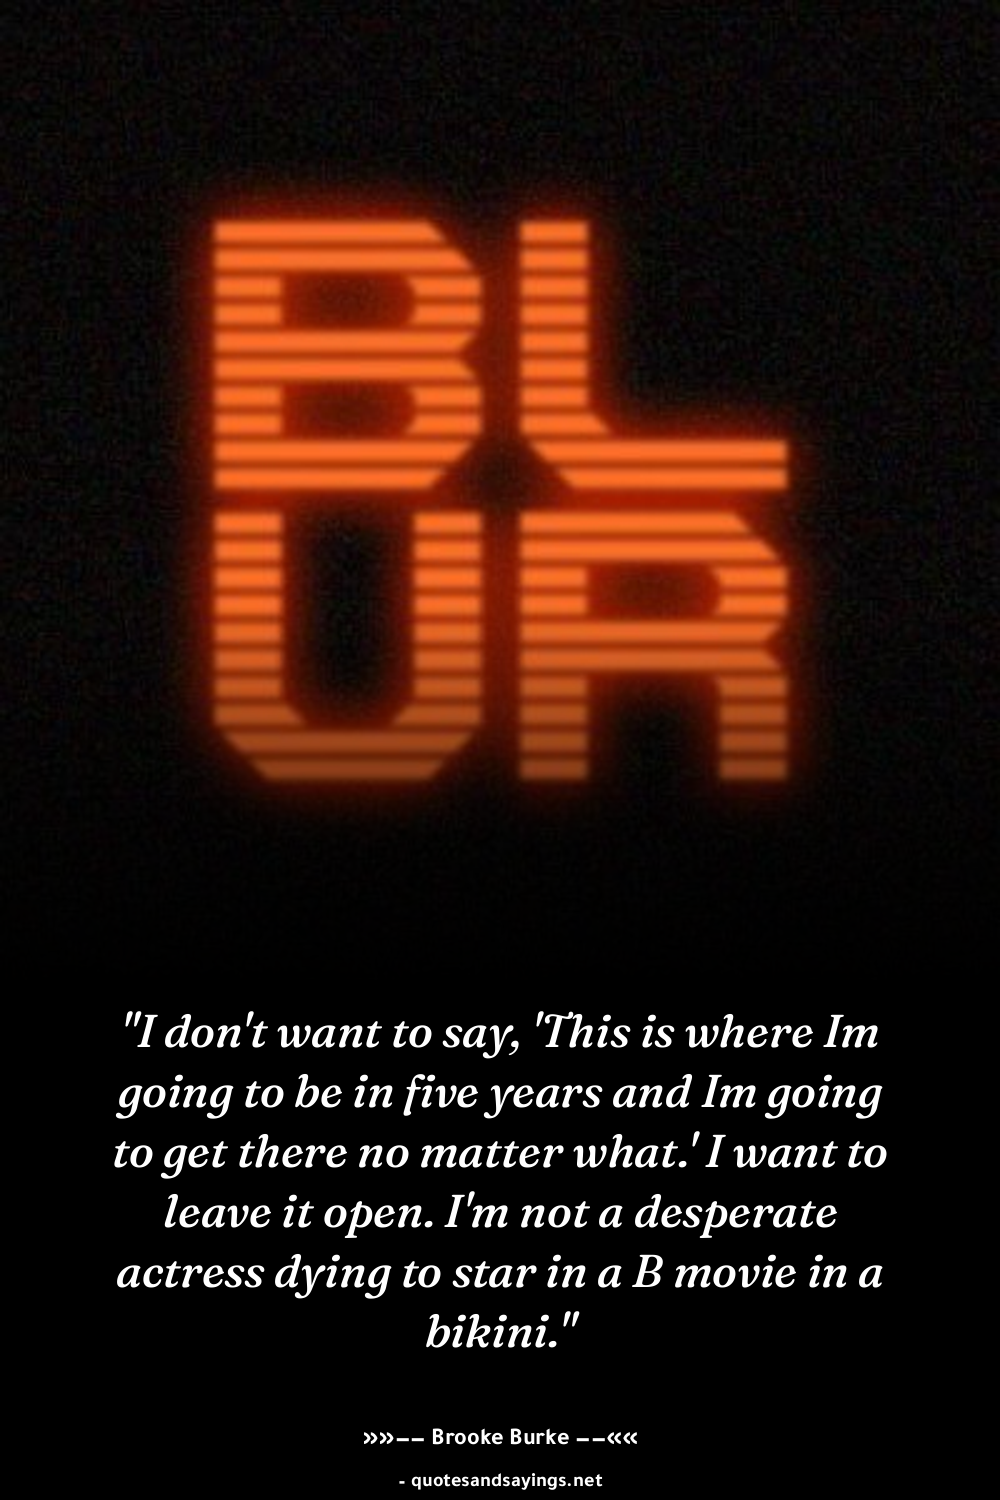 BL
UR
"I don't want to say, 'This is where Im
going to be in five years and Im going
to get there no matter what.' I want to
leave it open. I'm not a desperate
actress dying to star in a B movie in a
bikini."
»»–– Brooke Burke ––««
- quotesandsayings.net